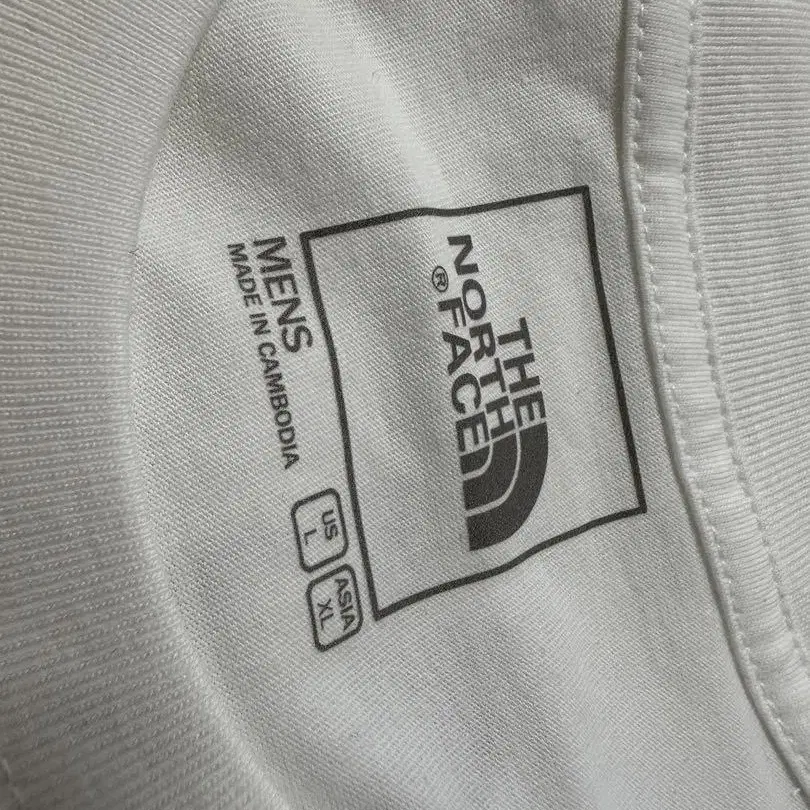 THE
NORTH
FACE®
MENS
MADE IN CAMBODIA
US
L
ASIA
XL